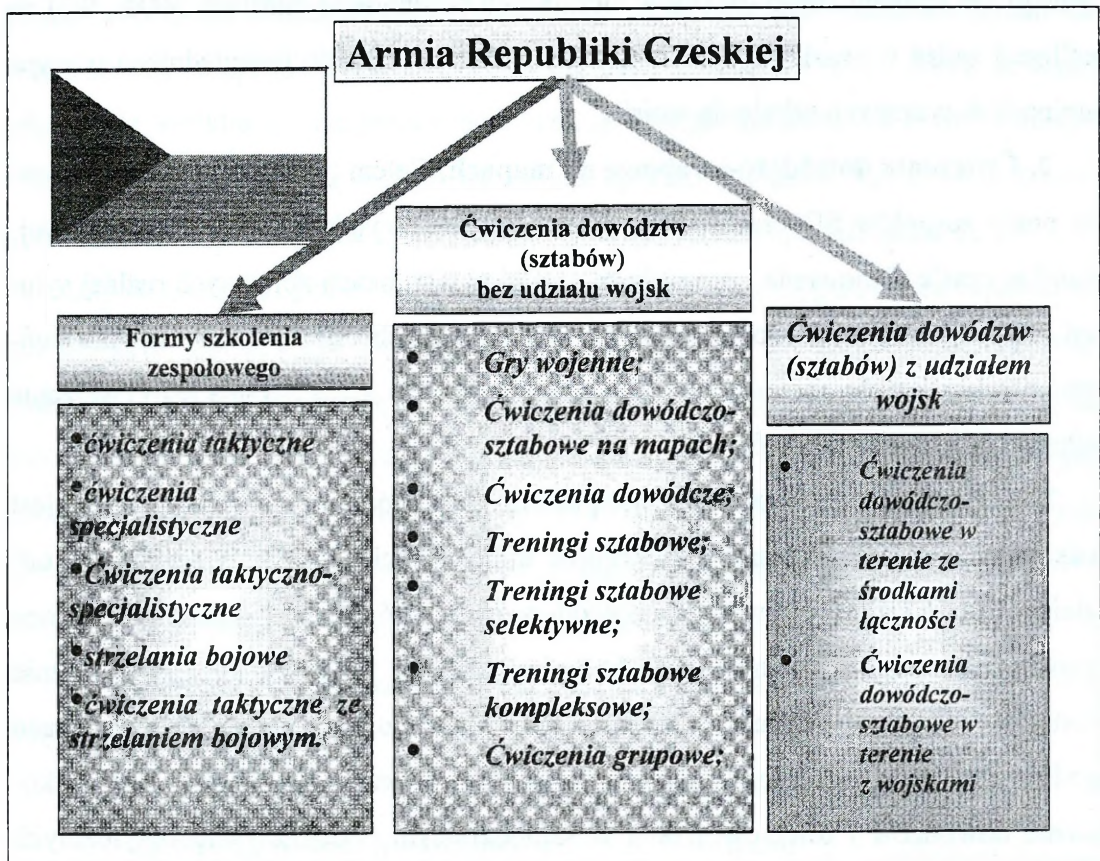 Armia Republiki Czeskiej
Formy szkolenia
zespołowego
•ćwiczenia taktyczne
•ćwiczenia
specjalistyczne
•Ćwiczenia taktyczno-
specjalistyczne
•strzelania bojowe
•ćwiczenia taktyczne ze
strzelaniem bojowym.
Ćwiczenia dowództw
(sztabów)
bez udziału wojsk
• Gry wojenne;
• Ćwiczenia dowódczo-
sztabowe na mapach;
• Ćwiczenia dowódcze;
• Treningi sztabowe;
• Treningi sztabowe
selektywne;
• Treningi sztabowe
kompleksowe;
• Ćwiczenia grupowe;
Ćwiczenia dowództw
(sztabów) z udziałem
wojsk
• Ćwiczenia
dowódczo-
sztabowe w
terenie ze
środkami
łączności
• Ćwiczenia
dowódczo-
sztabowe w
terenie
z wojskami